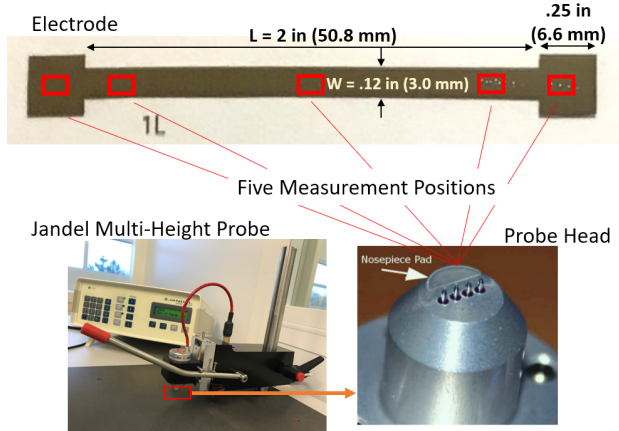 Electrode
L = 2 in (50.8 mm)
.25 in
(6.6 mm)
W = .12 in (3.0 mm)
1L
Five Measurement Positions
Jandel Multi-Height Probe
Probe Head
Nosepiece Pad